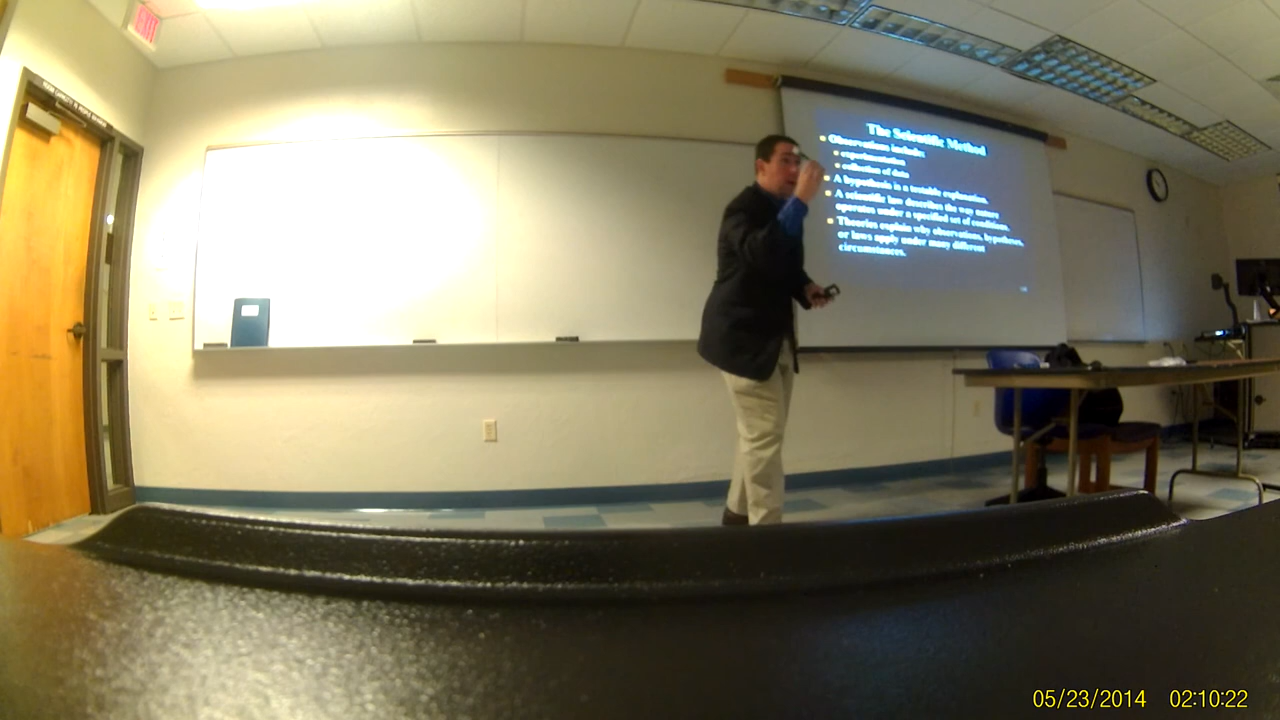 EXIT
The Scientific Method
Observations include:
experimentation
collection of data
A hypothesis is a testable explanation.
A scientific law describes the way nature
operates under a specified set of conditions.
Theories explain why observations, hypotheses,
or laws apply under many different
circumstances.
05/23/2014 02:10:22